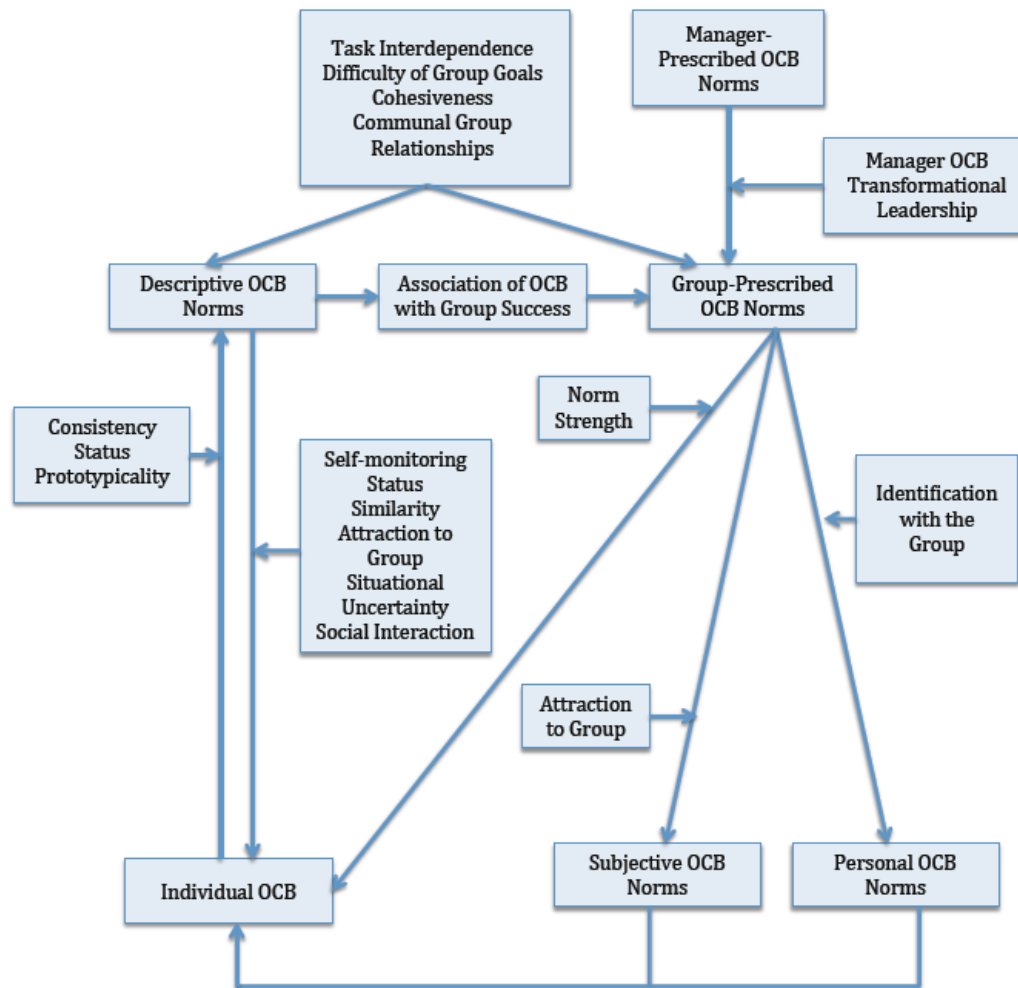 Task Interdependence
Difficulty of Group Goals
Cohesiveness
Communal Group
Relationships
Manager-
Prescribed OCB
Norms
Manager OCB
Transformational
Leadership
Descriptive OCB
Norms
Association of OCB
with Group Success
Group-Prescribed
OCB Norms
Norm
Strength
Consistency
Status
Prototypicality
Self-monitoring
Status
Similarity
Attraction to
Group
Situational
Uncertainty
Social Interaction
Identification
with the
Group
Attraction
to Group
Individual OCB
Subjective OCB
Norms
Personal OCB
Norms